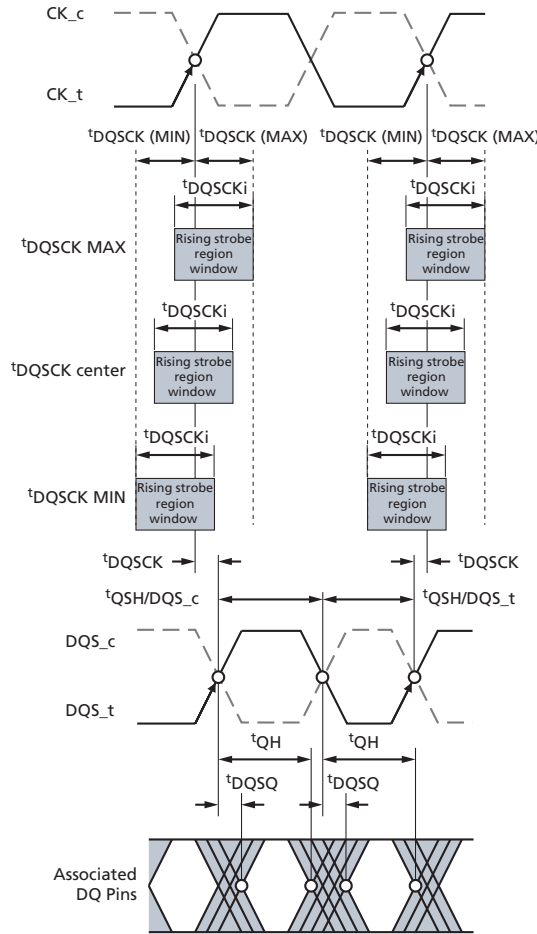 CK_c
CK_t
tDQSCK (MIN) tDQSCK (MAX) tDQSCK (MIN) tDQSCK (MAX)
tDQSCKi tDQSCKi
tDQSCK MAX
Rising strobe
region
window
Rising strobe
region
window
tDQSCKi tDQSCKi
tDQSCK center
Rising strobe
region
window
Rising strobe
region
window
tDQSCKi tDQSCKi
tDQSCK MIN
Rising strobe
region
window
Rising strobe
region
window
tDQSCK tDQSCK
tQSH/DQS_c tQSH/DQS_t
DQS_c
DQS_t
tQH tQH
tDQSQ tDQSQ
Associated
DQ Pins